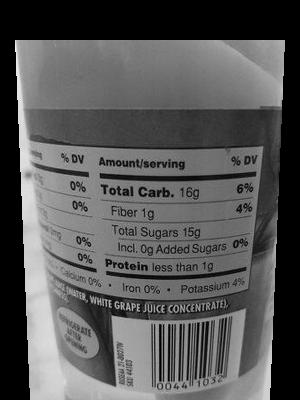 % DV
Amount/serving % DV
0%
Total Carb. 16g 6%
0%
Fiber 1g 4%
Total Sugars 15g
0%
Incl. 0g Added Sugars 0%
0%
Protein less than 1g
Calcium 0% • Iron 0% • Potassium 4%
WATER, WHITE GRAPE JUICE CONCENTRATE),
REFRIGERATE
AFTER
OPENING
0044 1032